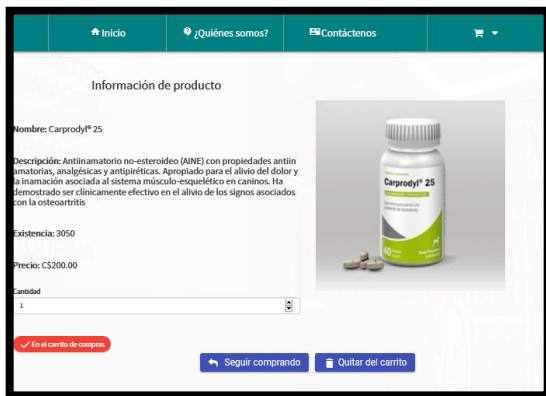 Inicio
¿Quiénes somos?
Contáctenos
Información de producto
Nombre: Carprodyl® 25
Descripción: Antiinamatorio no-esteroideo (AINE) con propiedades antiin
amatorias, analgésicas y antipiréticas. Apropiado para el alivio del dolor y
la inamación asociada al sistema músculo-esquelético en caninos. Ha
demostrado ser clínicamente efectivo en el alivio de los signos asociados
con la osteoartritis
Carprodyl® 25
60
Existencia: 3050
Precio: C$200.00
Cantidad
1
En el carrito de compras
Seguir comprando
Quitar del carrito